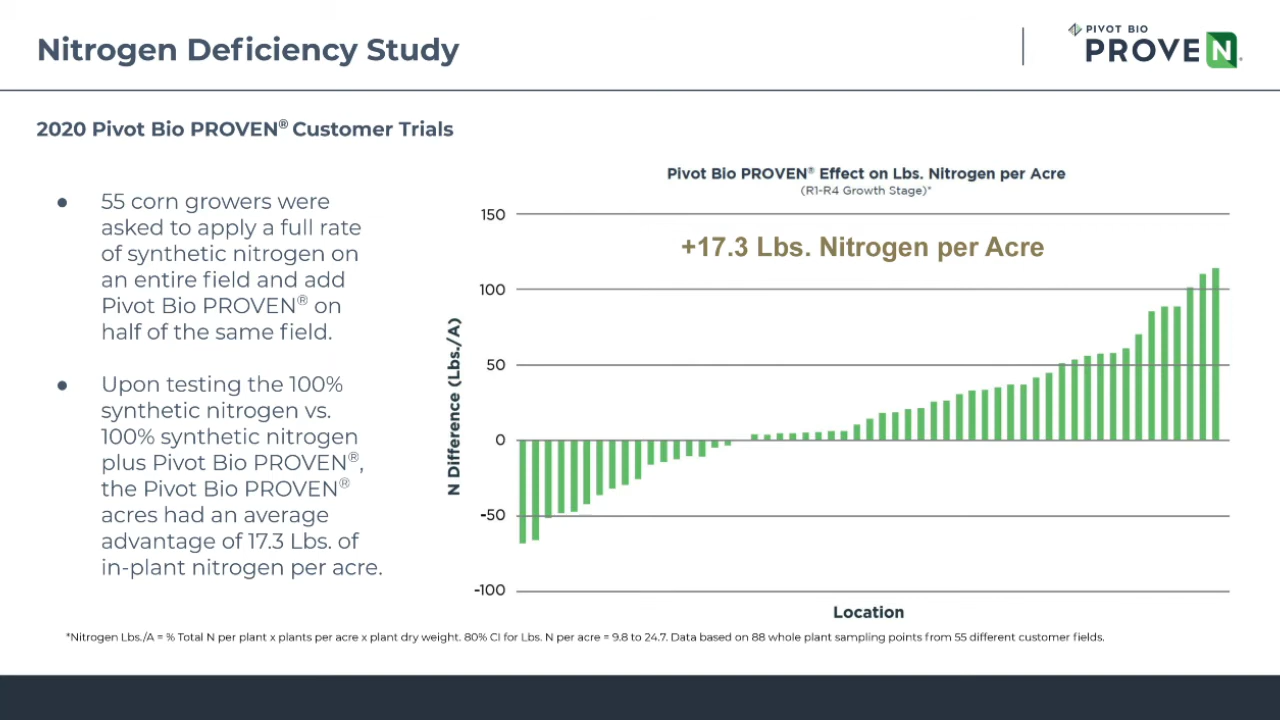 Nitrogen Deficiency Study
PIVOT BIO
PROVEN
2020 Pivot Bio PROVEN® Customer Trials
● 55 corn growers were
asked to apply a full rate
of synthetic nitrogen on
an entire field and add
Pivot Bio PROVEN® on
half of the same field.
● Upon testing the 100%
synthetic nitrogen vs.
100% synthetic nitrogen
plus Pivot Bio PROVEN®,
the Pivot Bio PROVEN®
acres had an average
advantage of 17.3 Lbs. of
in-plant nitrogen per acre.
Pivot Bio PROVEN® Effect on Lbs. Nitrogen per Acre
(R1-R4 Growth Stage)*
+17.3 Lbs. Nitrogen per Acre
N Difference (Lbs./A)
150
100
50
0
-50
-100
Location
*Nitrogen Lbs./A = % Total N per plant x plants per acre x plant dry weight. 80% CI for Lbs. N per acre = 9.8 to 24.7. Data based on 88 whole plant sampling points from 55 different customer fields.